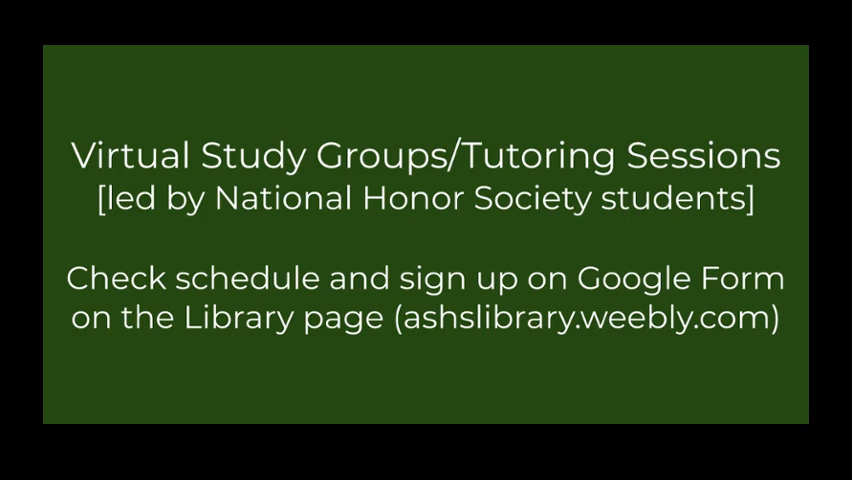 Virtual Study Groups/Tutoring Sessions
[led by National Honor Society students]
Check schedule and sign up on Google Form
on the Library page (ashslibrary.weebly.com)